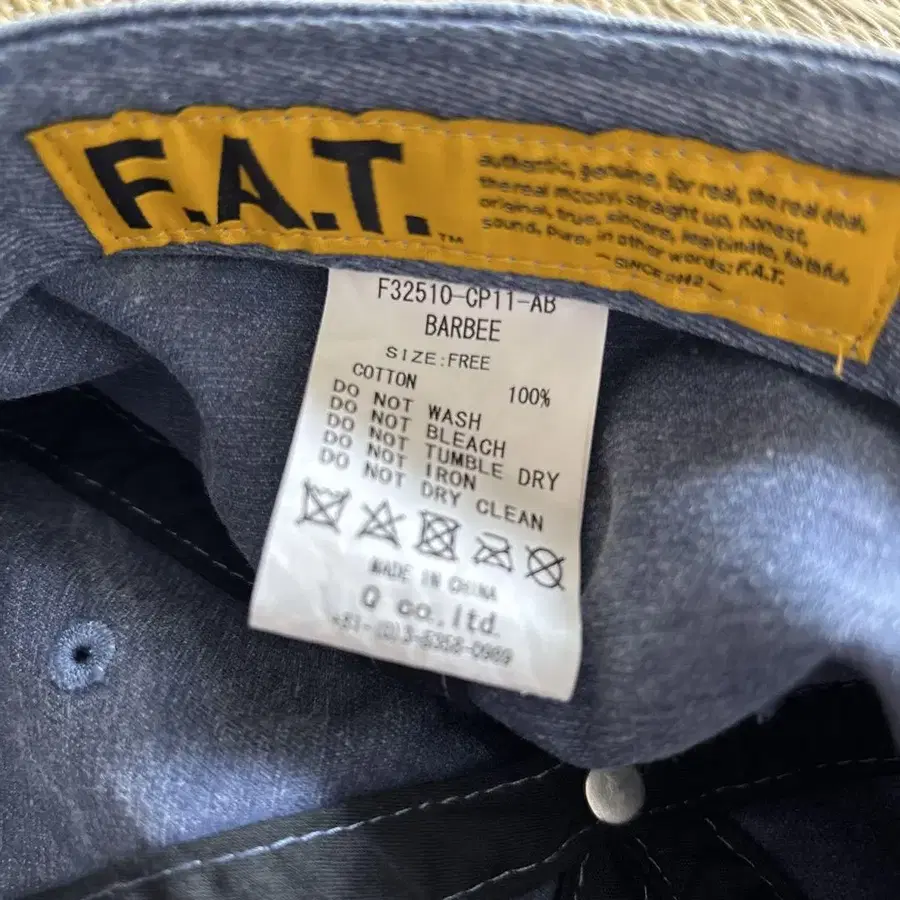 F.A.T.™
authentic, genuine, for real, the real deal,
the real mccoy, straight up, honest,
original, true, sincere, legitimate, faithful,
sound, pure, in other words: F.A.T.
~ SINCE
F32510-CP11-AB
BARBEE
SIZE:FREE
COTTON 100%
DO NOT WASH
DO NOT BLEACH
DO NOT TUMBLE DRY
DO NOT IRON
DO NOT DRY CLEAN
MADE IN CHINA
Q co.,ltd.